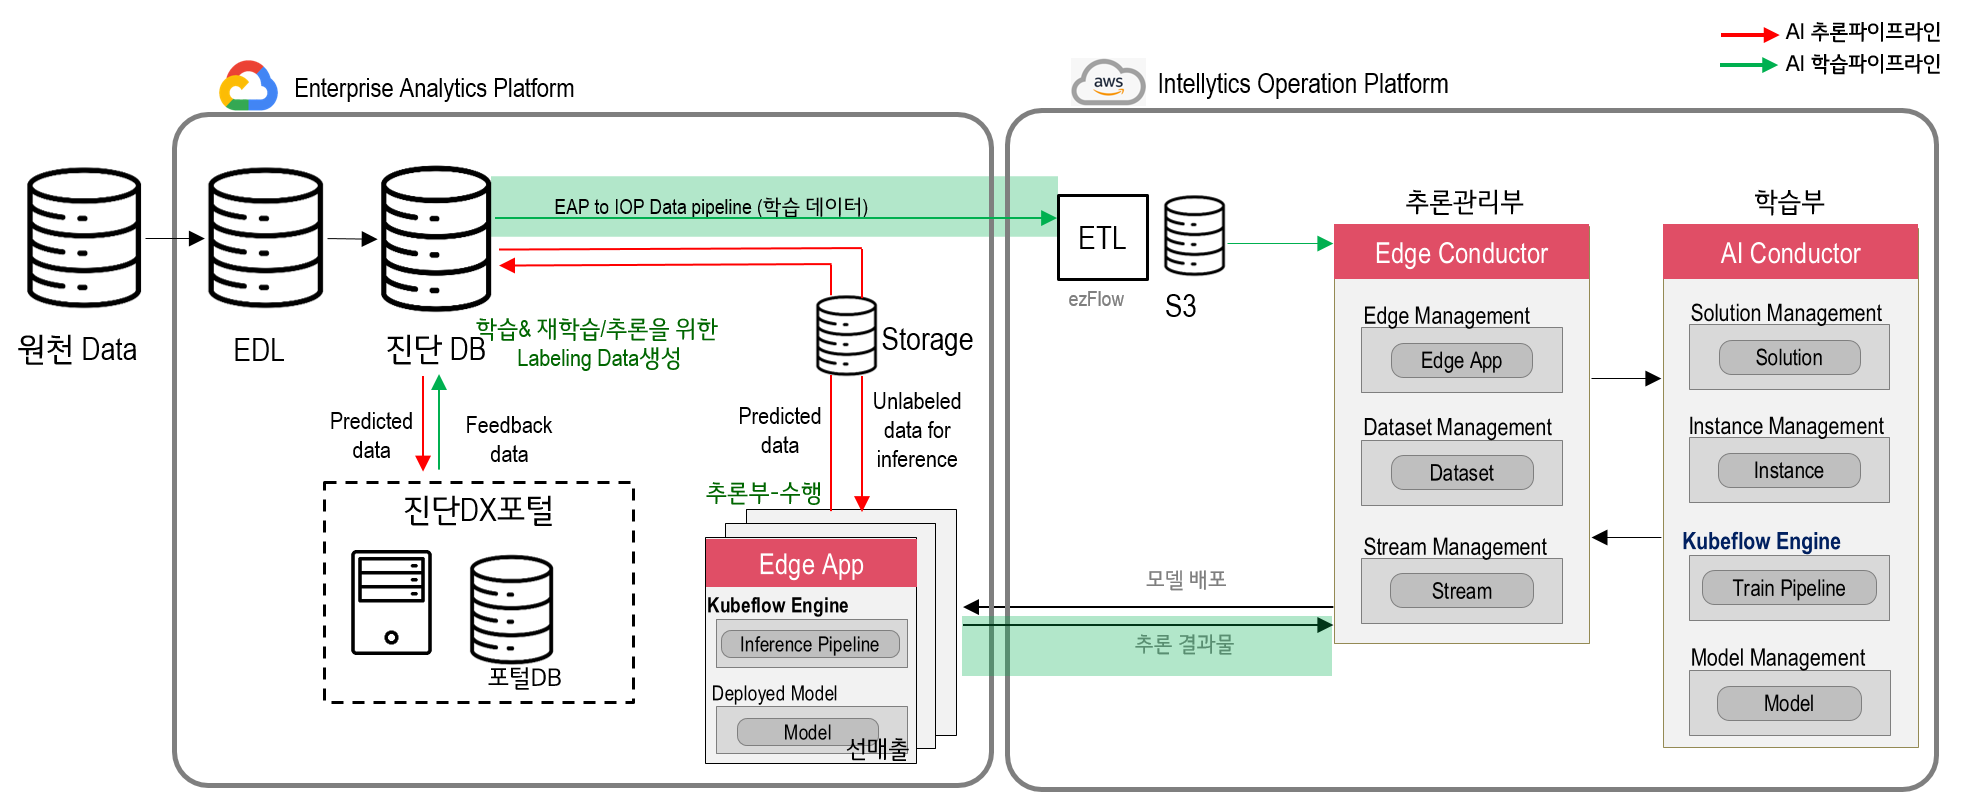 AI 추론파이프라인
AI 학습파이프라인
Enterprise Analytics Platform
aws
Intellytics Operation Platform
EAP to IOP Data pipeline (학습 데이터)
원천 Data
EDL
진단 DB
학습& 재학습/추론을 위한
Labeling Data생성
Storage
Predicted
data
Feedback
data
Predicted
data
Unlabeled
data for
inference
진단DX포털
포털DB
추론부-수행
Edge App
Kubeflow Engine
Inference Pipeline
Deployed Model
Model
선매출
ETL
ezFlow
S3
추론관리부
Edge Conductor
Edge Management
Edge App
Dataset Management
Dataset
Stream Management
Stream
모델 배포
추론 결과물
학습부
AI Conductor
Solution Management
Solution
Instance Management
Instance
Kubeflow Engine
Train Pipeline
Model Management
Model